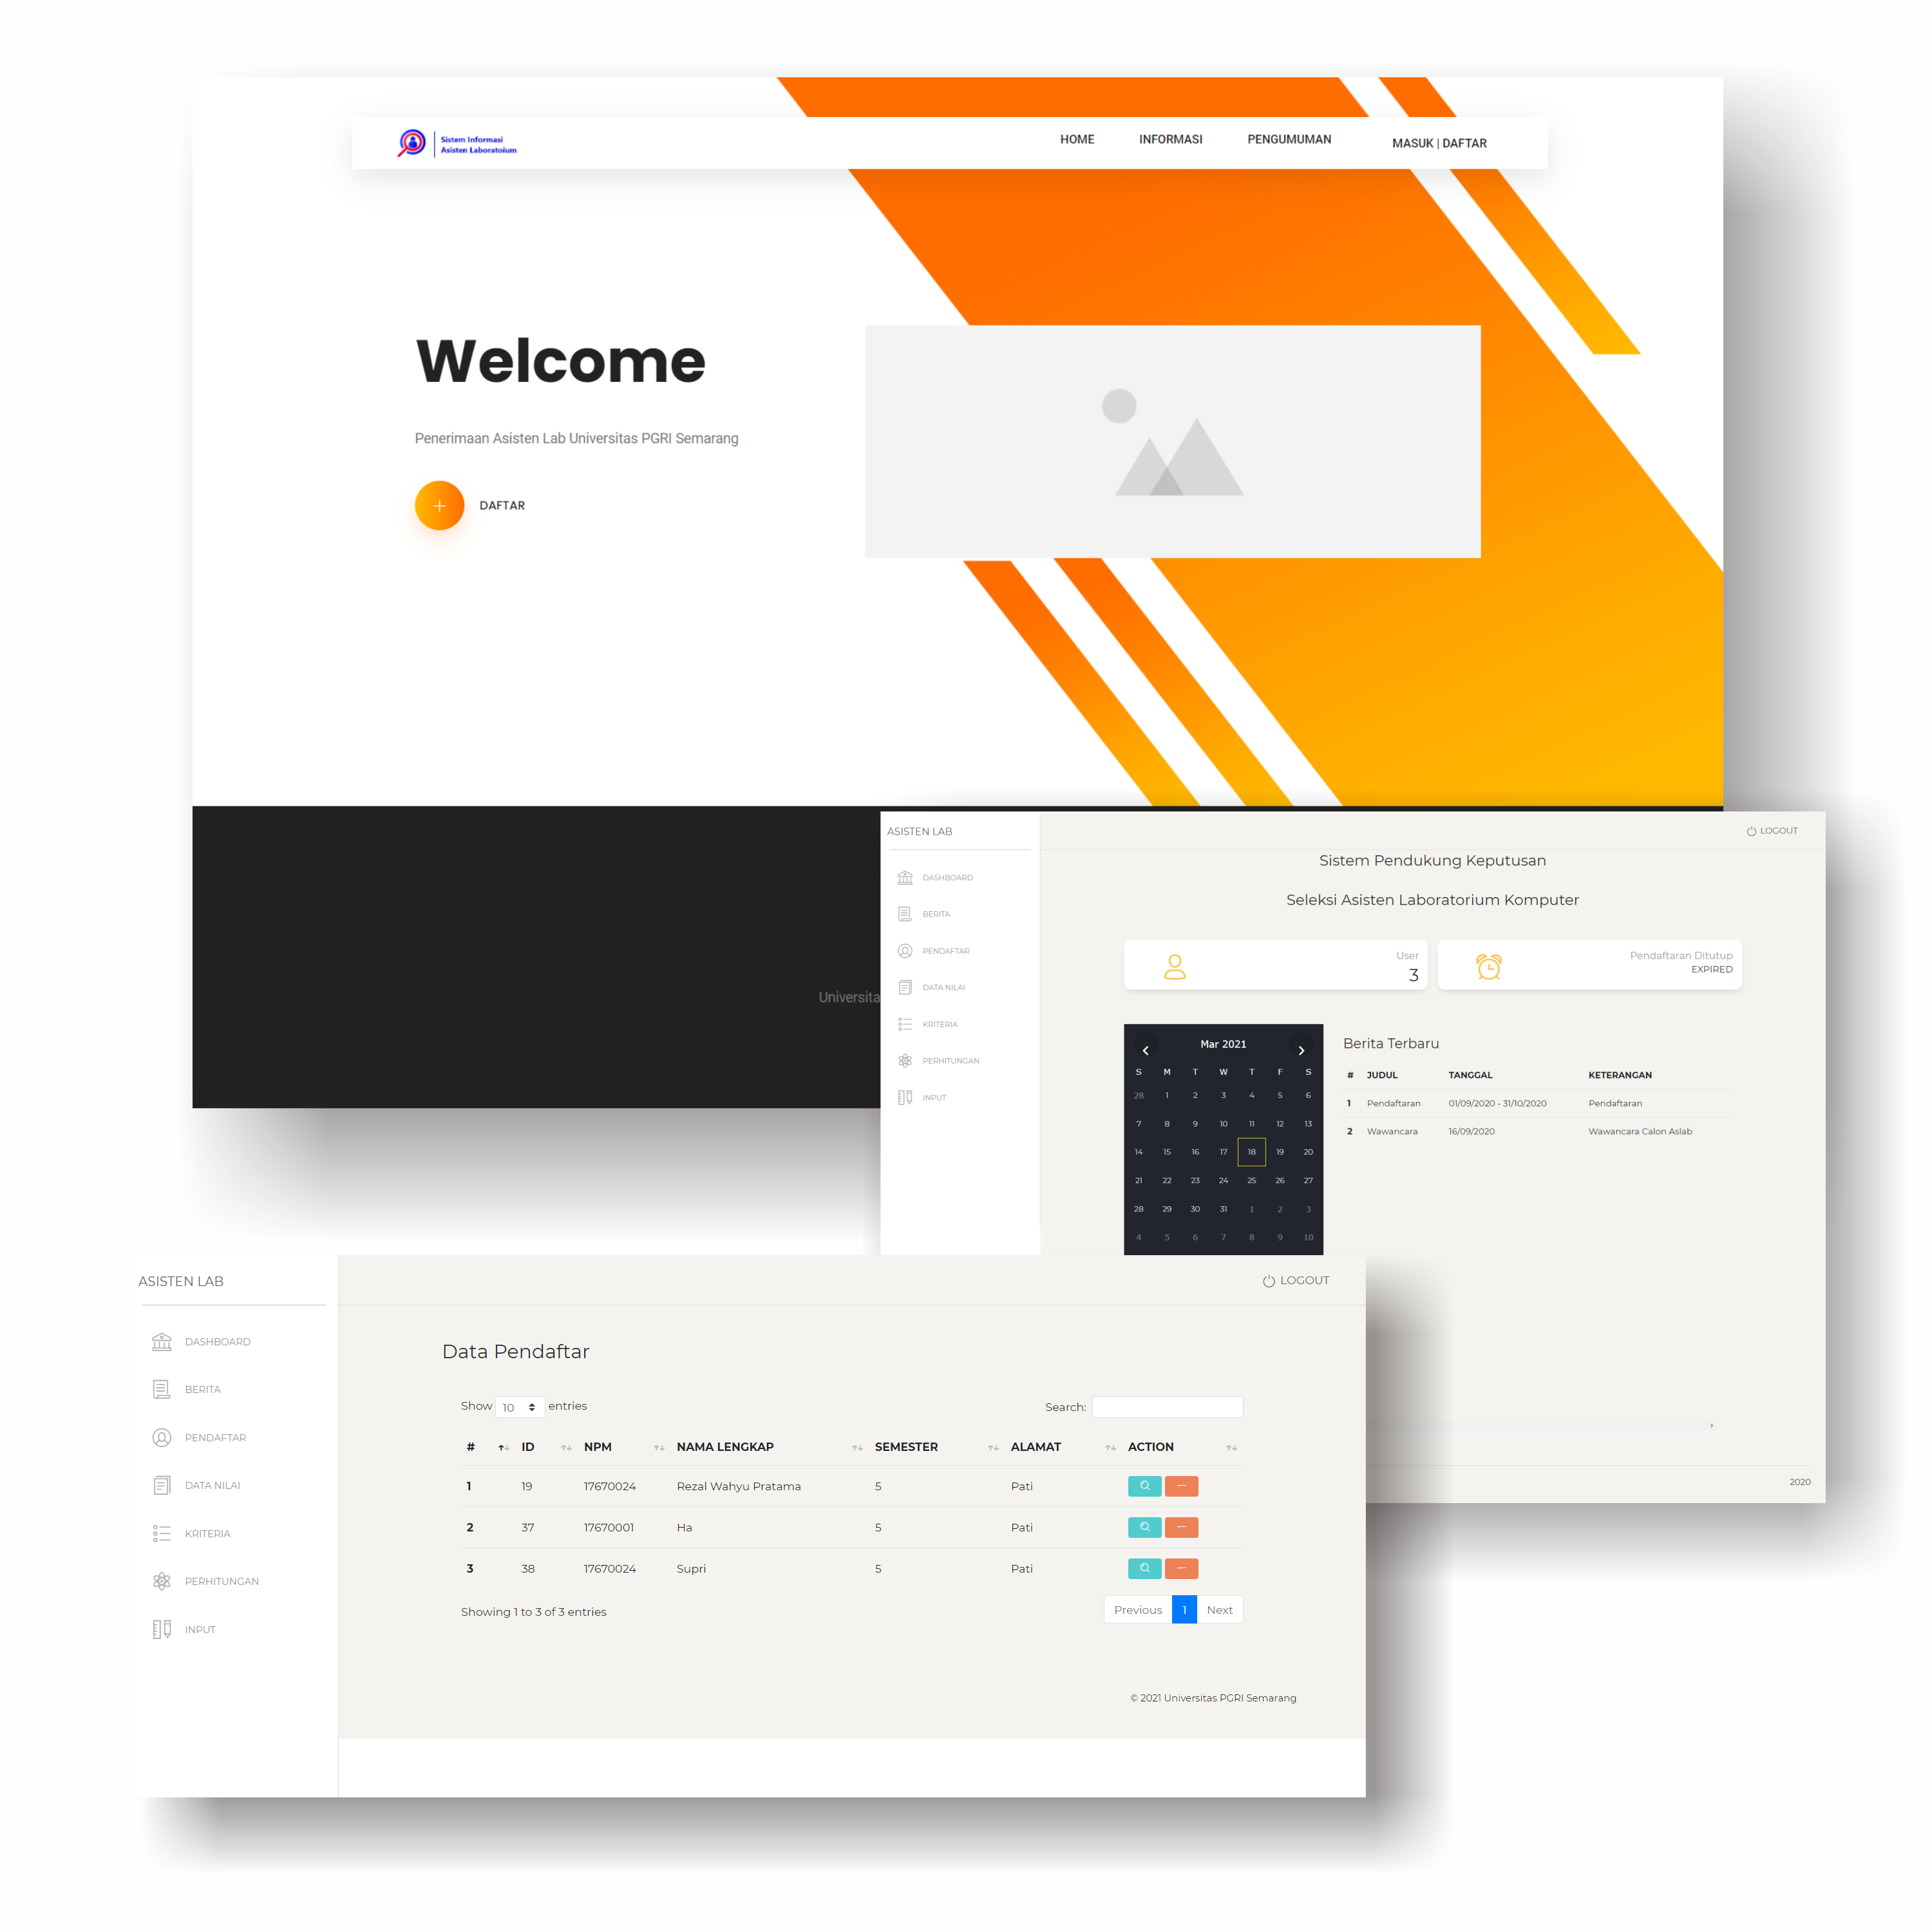 Sistem Informasi
Asisten Laboratoium
HOME INFORMASI PENGUMUMAN MASUK | DAFTAR
Welcome
Penerimaan Asisten Lab Universitas PGRI Semarang
+ DAFTAR
Universita
ASISTEN LAB
LOGOUT
DASHBOARD
BERITA
PENDAFTAR
DATA NILAI
KRITERIA
PERHITUNGAN
INPUT
Sistem Pendukung Keputusan
Seleksi Asisten Laboratorium Komputer
User
3
Pendaftaran Ditutup
EXPIRED
Mar 2021
S M T W T F S
28 1 2 3 4 5 6
7 8 9 10 11 12 13
14 15 16 17 18 19 20
21 22 23 24 25 26 27
28 29 30 31 1 2 3
4 5 6 7 8 9 10
Berita Terbaru
# JUDUL TANGGAL KETERANGAN
1 Pendaftaran 01/09/2020 - 31/10/2020 Pendaftaran
2 Wawancara 16/09/2020 Wawancara Calon Aslab
2020
ASISTEN LAB
LOGOUT
DASHBOARD
BERITA
PENDAFTAR
DATA NILAI
KRITERIA
PERHITUNGAN
INPUT
Data Pendaftar
Show 10 entries
Search:
# ID NPM NAMA LENGKAP SEMESTER ALAMAT ACTION
1 19 17670024 Rezal Wahyu Pratama 5 Pati
2 37 17670001 Ha 5 Pati
3 38 17670024 Supri 5 Pati
Showing 1 to 3 of 3 entries
Previous 1 Next
© 2021 Universitas PGRI Semarang